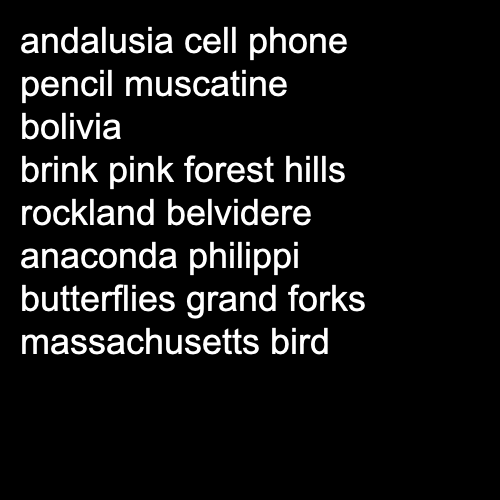 andalusia cell phone
pencil muscatine
bolivia
brink pink forest hills
rockland belvidere
anaconda philippi
butterflies grand forks
massachusetts bird